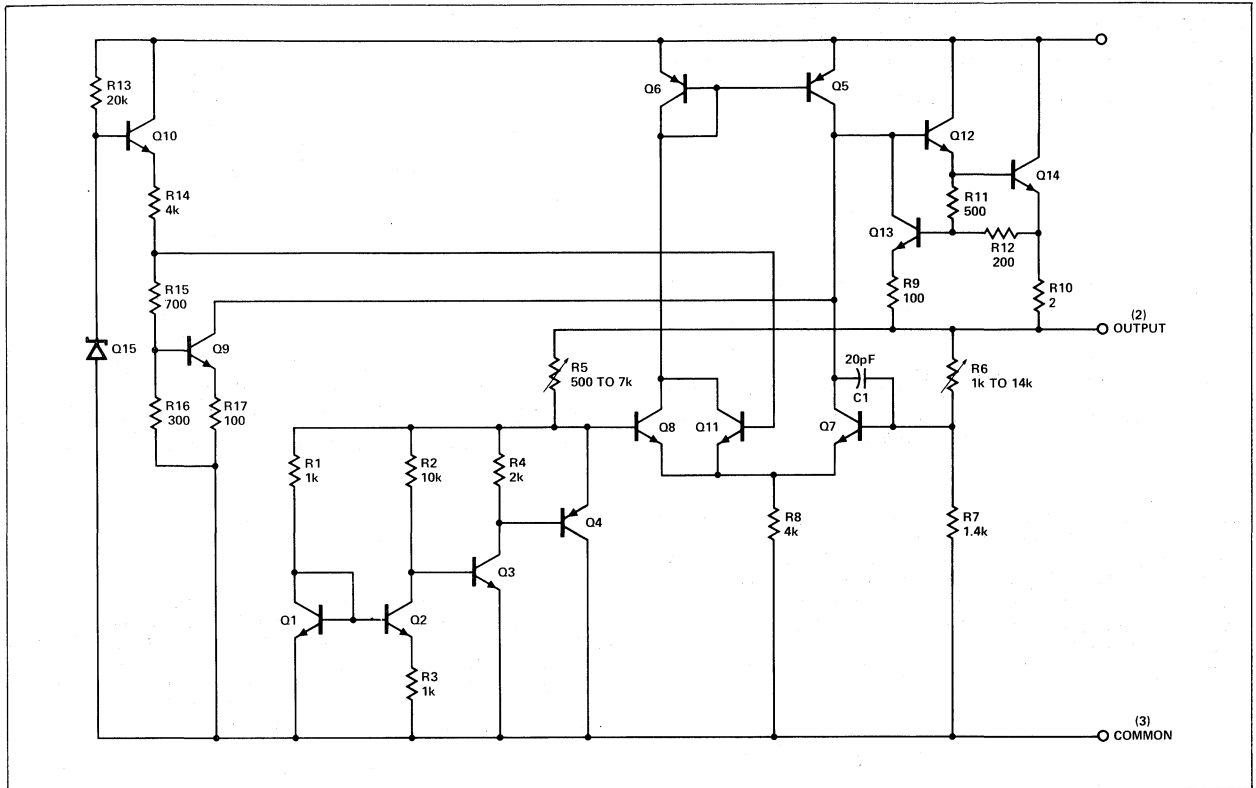 R13
20k
Q10
R14
4k
R15
700
Q15
Q9
R16
300
R17
100
Q6
Q5
Q12
Q14
R11
500
Q13
R12
200
R9
100
R10
2
(2)
OUTPUT
R5
500 TO 7k
20pF
C1
R6
1k TO 14k
Q8
Q11
Q7
R1
1k
R2
10k
R4
2k
Q4
R8
4k
R7
1.4k
Q3
Q1
Q2
R3
1k
(3)
COMMON